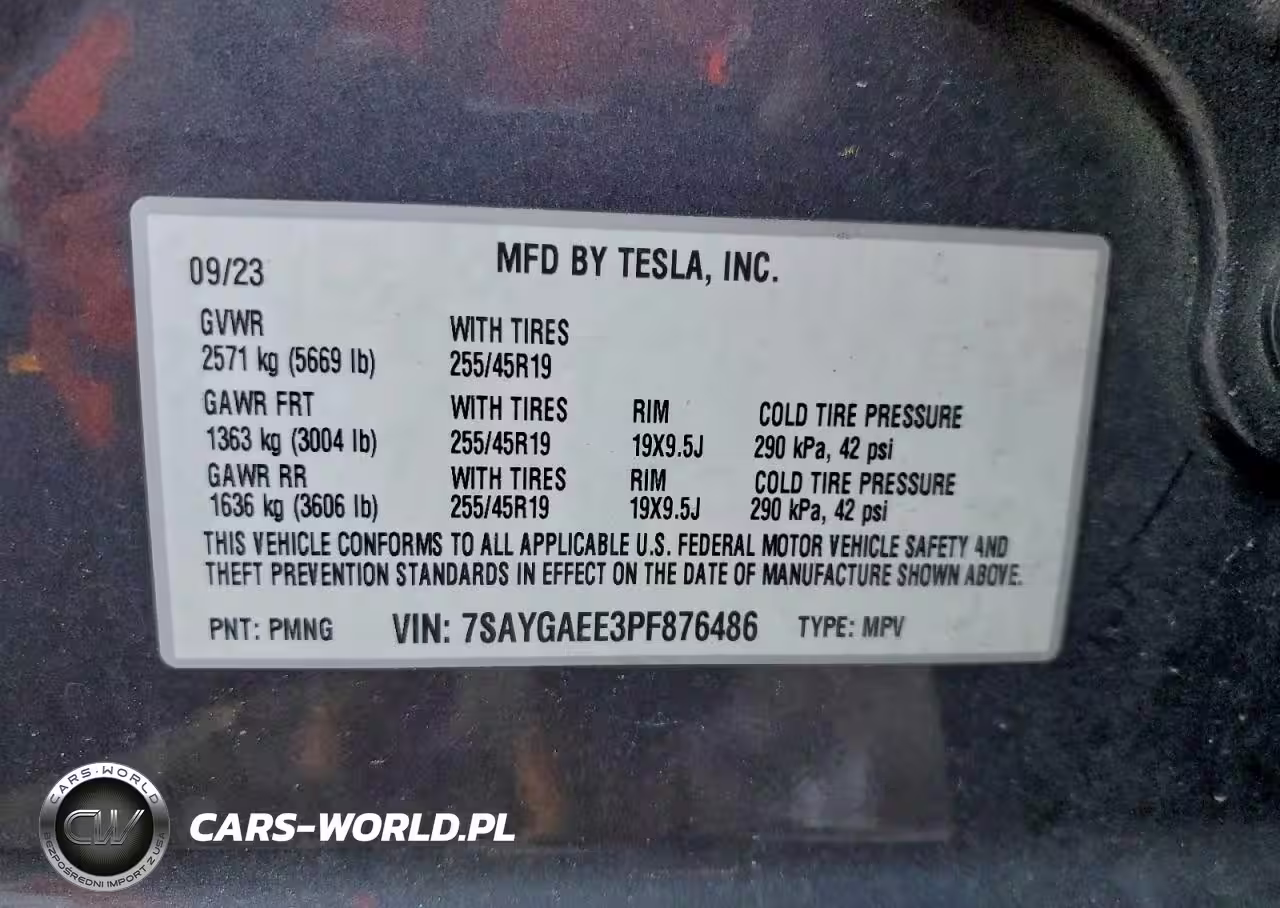 09/23
MFD BY TESLA, INC.
GVWR WITH TIRES
2571 kg (5669 lb) 255/45R19
GAWR FRT WITH TIRES RIM COLD TIRE PRESSURE
1363 kg (3004 lb) 255/45R19 19X9.5J 290 kPa, 42 psi
GAWR RR WITH TIRES RIM COLD TIRE PRESSURE
1636 kg (3606 lb) 255/45R19 19X9.5J 290 kPa, 42 psi
THIS VEHICLE CONFORMS TO ALL APPLICABLE U.S. FEDERAL MOTOR VEHICLE SAFETY AND
THEFT PREVENTION STANDARDS IN EFFECT ON THE DATE OF MANUFACTURE SHOWN ABOVE.
PNT: PMNG VIN: 7SAYGAEE3PF876486 TYPE: MPV
CARS-WORLD
CW
BEZPOŚREDNI IMPORT Z USA
CARS-WORLD.PL